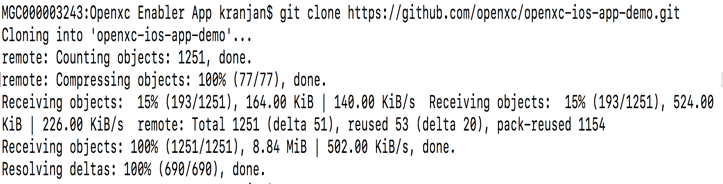 MGC000003243:Openxc Enabler App kranjan$ git clone https://github.com/openxc/openxc-ios-app-demo.git
Cloning into 'openxc-ios-app-demo'...
remote: Counting objects: 1251, done.
remote: Compressing objects: 100% (77/77), done.
Receiving objects:  15% (193/1251), 164.00 KiB | 140.00 KiB/s  Receiving objects:  15% (193/1251), 524.00
KiB | 226.00 KiB/s  remote: Total 1251 (delta 51), reused 53 (delta 20), pack-reused 1154
Receiving objects: 100% (1251/1251), 8.84 MiB | 502.00 KiB/s, done.
Resolving deltas: 100% (690/690), done.